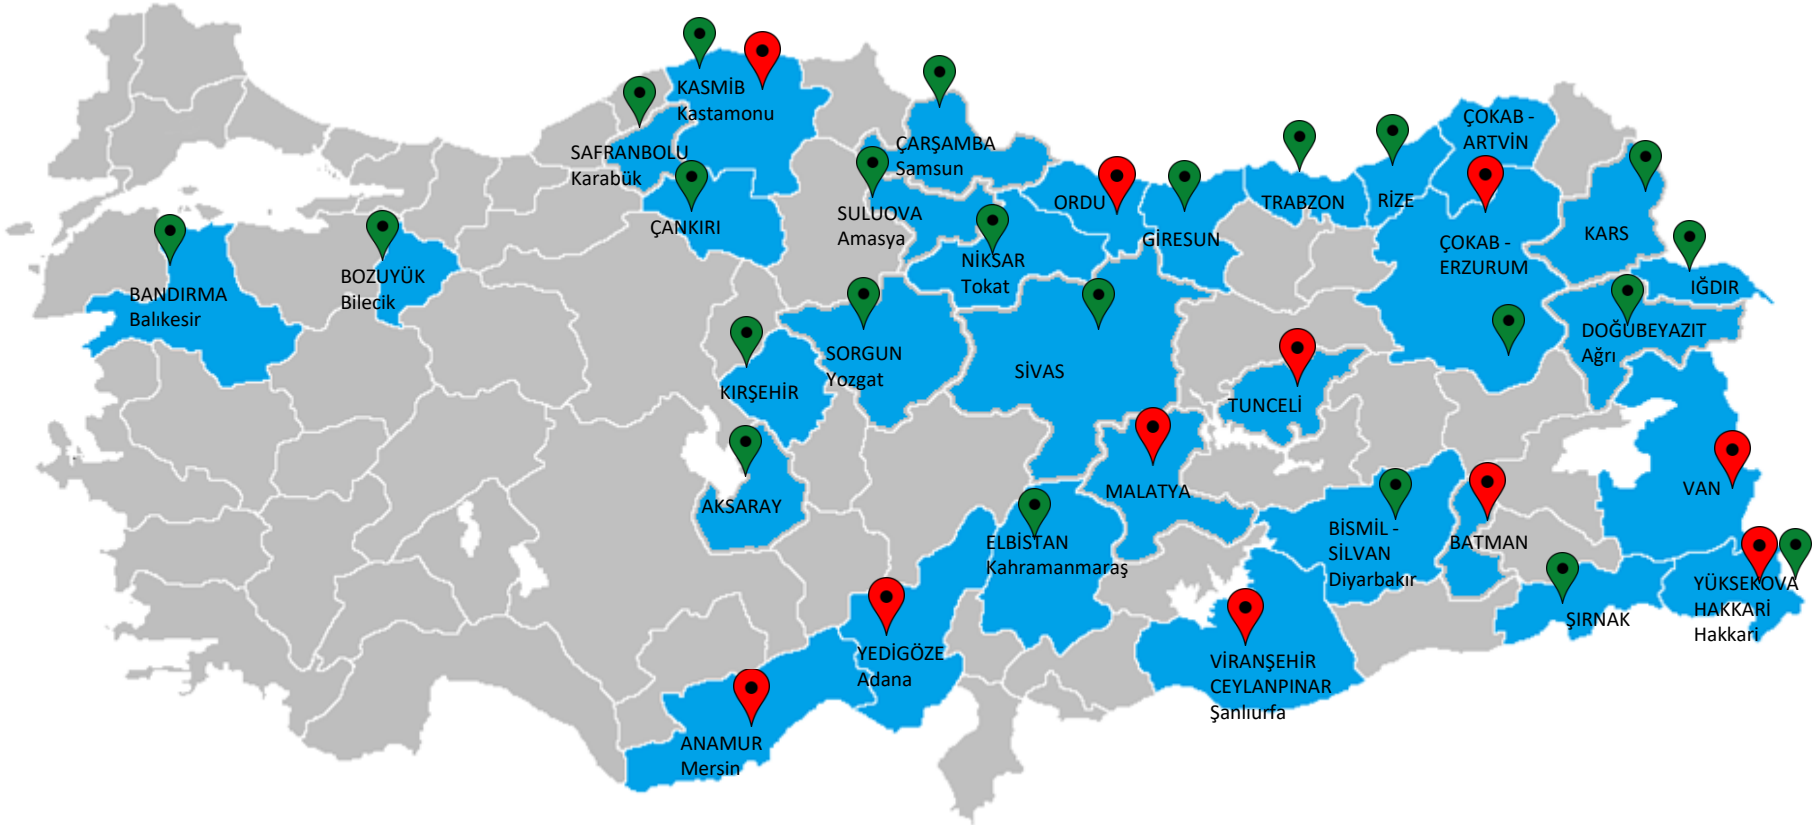 KASMİB
Kastamonu
SAFRANBOLU
Karabük
ÇANKIRI
ÇARŞAMBA
Samsun
SULUOVA
Amasya
NİKSAR
Tokat
ORDU
GİRESUN
TRABZON
RİZE
ÇOKAB -
ARTVİN
ÇOKAB -
ERZURUM
KARS
IĞDIR
DOĞUBEYAZIT
Ağrı
BANDIRMA
Balıkesir
BOZUYÜK
Bilecik
KIRŞEHİR
SORGUN
Yozgat
SİVAS
TUNCELİ
AKSARAY
MALATYA
ELBİSTAN
Kahramanmaraş
BİSMİL -
SİLVAN
Diyarbakır
BATMAN
VAN
YÜKSEKOVA
HAKKARİ
Hakkari
ŞIRNAK
VİRANŞEHİR
CEYLANPINAR
Şanlıurfa
YEDİGÖZE
Adana
ANAMUR
Mersin